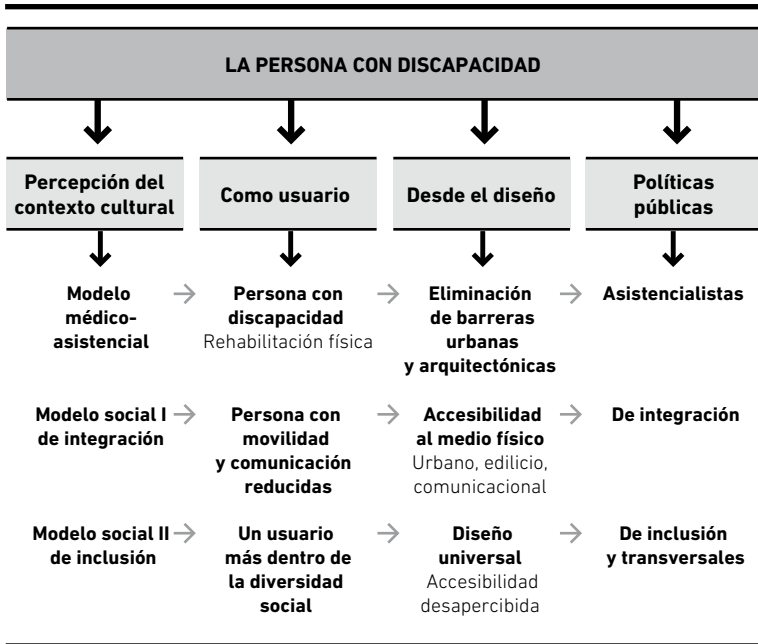 LA PERSONA CON DISCAPACIDAD
Percepción del
contexto cultural
Como usuario
Desde el diseño
Políticas
públicas
Modelo
médico-
asistencial
Persona con
discapacidad
Rehabilitación física
Eliminación
de barreras
urbanas
y arquitectónicas
Asistencialistas
Modelo social I
de integración
Persona con
movilidad
y comunicación
reducidas
Accesibilidad
al medio físico
Urbano, edilicio,
comunicacional
De integración
Modelo social II
de inclusión
Un usuario
más dentro de
la diversidad
social
Diseño
universal
Accesibilidad
desapercibida
De inclusión
y transversales